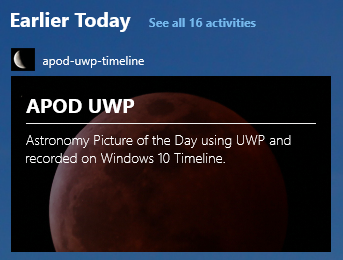 Earlier Today See all 16 activities
apod-uwp-timeline
APOD UWP
Astronomy Picture of the Day using UWP and
recorded on Windows 10 Timeline.